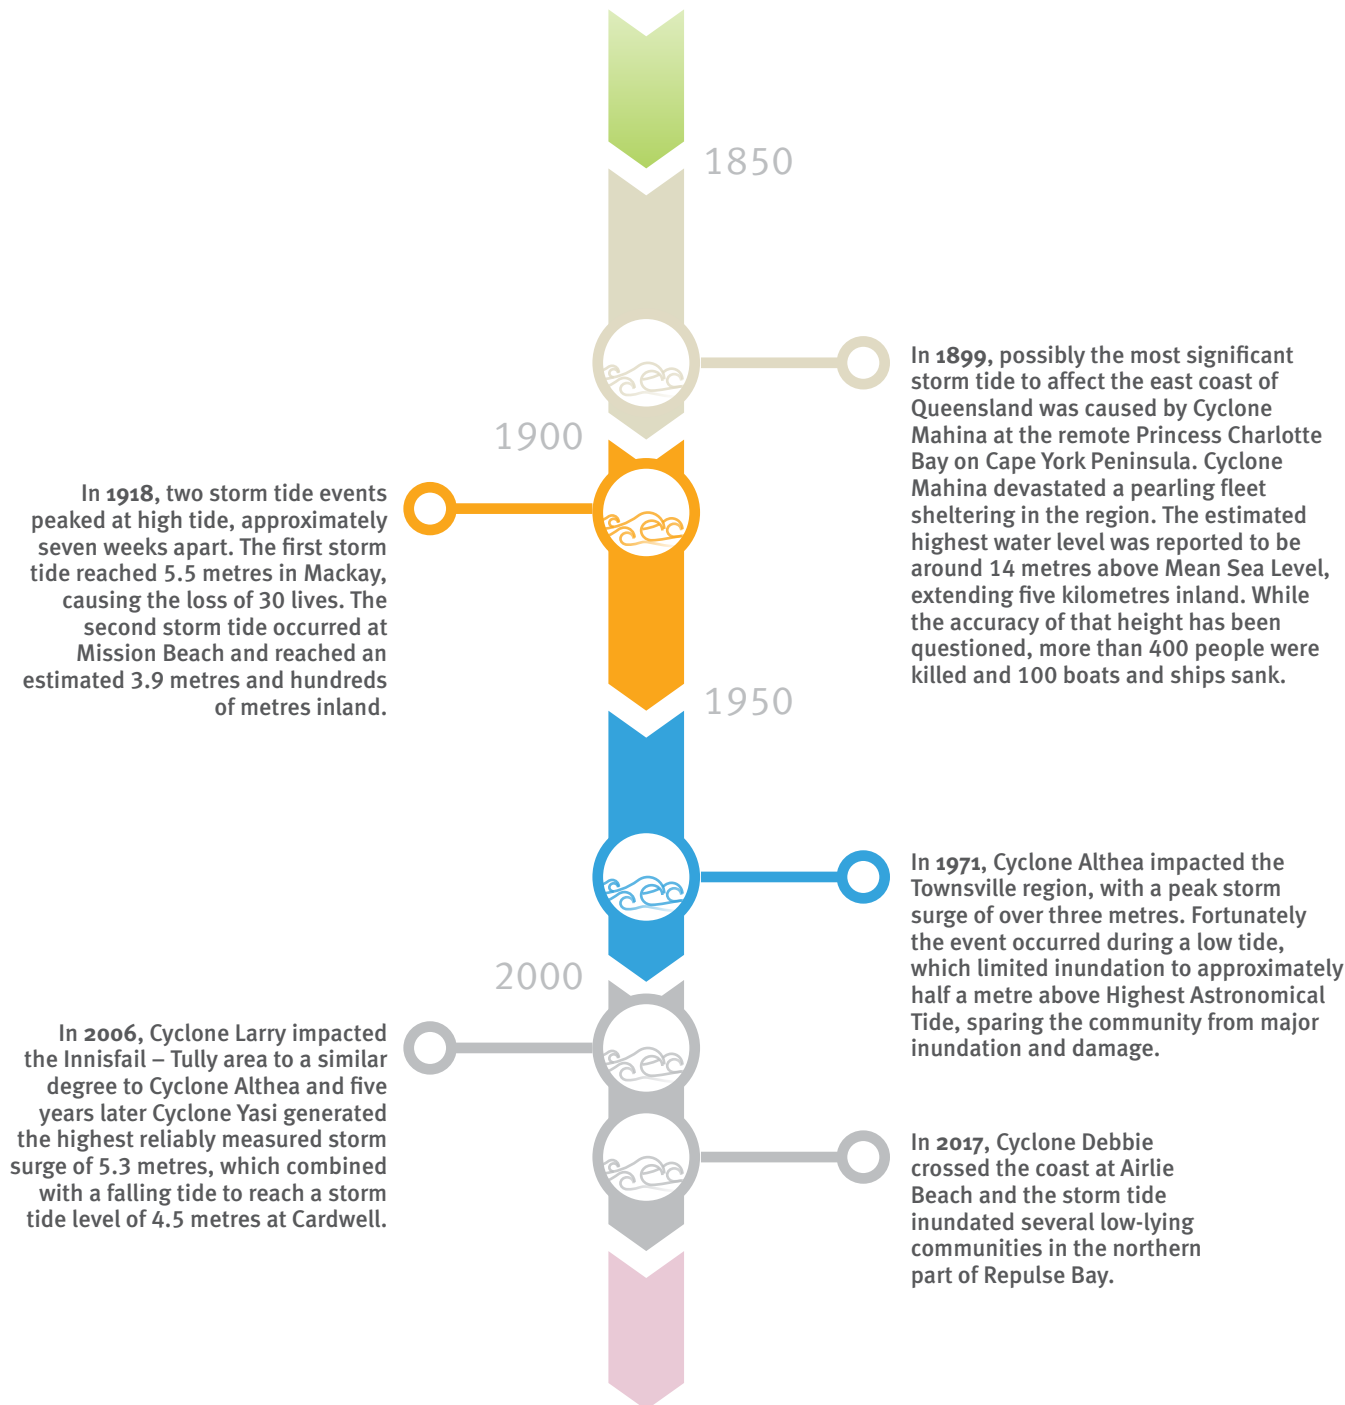 1850
In 1899, possibly the most significant
storm tide to affect the east coast of
Queensland was caused by Cyclone
Mahina at the remote Princess Charlotte
Bay on Cape York Peninsula. Cyclone
Mahina devastated a pearling fleet
sheltering in the region. The estimated
highest water level was reported to be
around 14 metres above Mean Sea Level,
extending five kilometres inland. While
the accuracy of that height has been
questioned, more than 400 people were
killed and 100 boats and ships sank.
1900
In 1918, two storm tide events
peaked at high tide, approximately
seven weeks apart. The first storm
tide reached 5.5 metres in Mackay,
causing the loss of 30 lives. The
second storm tide occurred at
Mission Beach and reached an
estimated 3.9 metres and hundreds
of metres inland.
1950
In 1971, Cyclone Althea impacted the
Townsville region, with a peak storm
surge of over three metres. Fortunately
the event occurred during a low tide,
which limited inundation to approximately
half a metre above Highest Astronomical
Tide, sparing the community from major
inundation and damage.
2000
In 2006, Cyclone Larry impacted
the Innisfail – Tully area to a similar
degree to Cyclone Althea and five
years later Cyclone Yasi generated
the highest reliably measured storm
surge of 5.3 metres, which combined
with a falling tide to reach a storm
tide level of 4.5 metres at Cardwell.
In 2017, Cyclone Debbie
crossed the coast at Airlie
Beach and the storm tide
inundated several low-lying
communities in the northern
part of Repulse Bay.